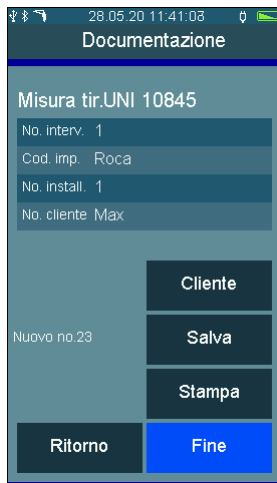 28.05.20 11:41:03
Documentazione
Misura tir.UNI 10845
No. interv. 1
Cod. imp. Roca
No. install. 1
No. cliente Max
Cliente
Nuovo no.23
Salva
Stampa
Ritorno
Fine